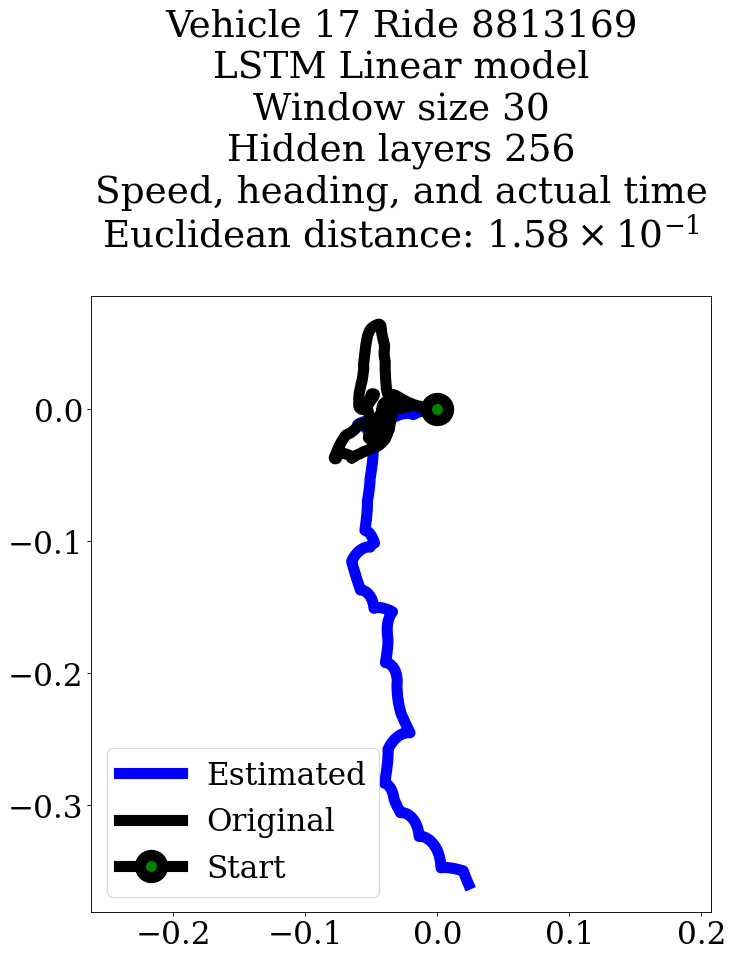 Vehicle 17 Ride 8813169
LSTM Linear model
Window size 30
Hidden layers 256
Speed, heading, and actual time
Euclidean distance: 1.58 × 10⁻¹
0.0
−0.1
−0.2
−0.3
Estimated
Original
Start
−0.2 −0.1 0.0 0.1 0.2